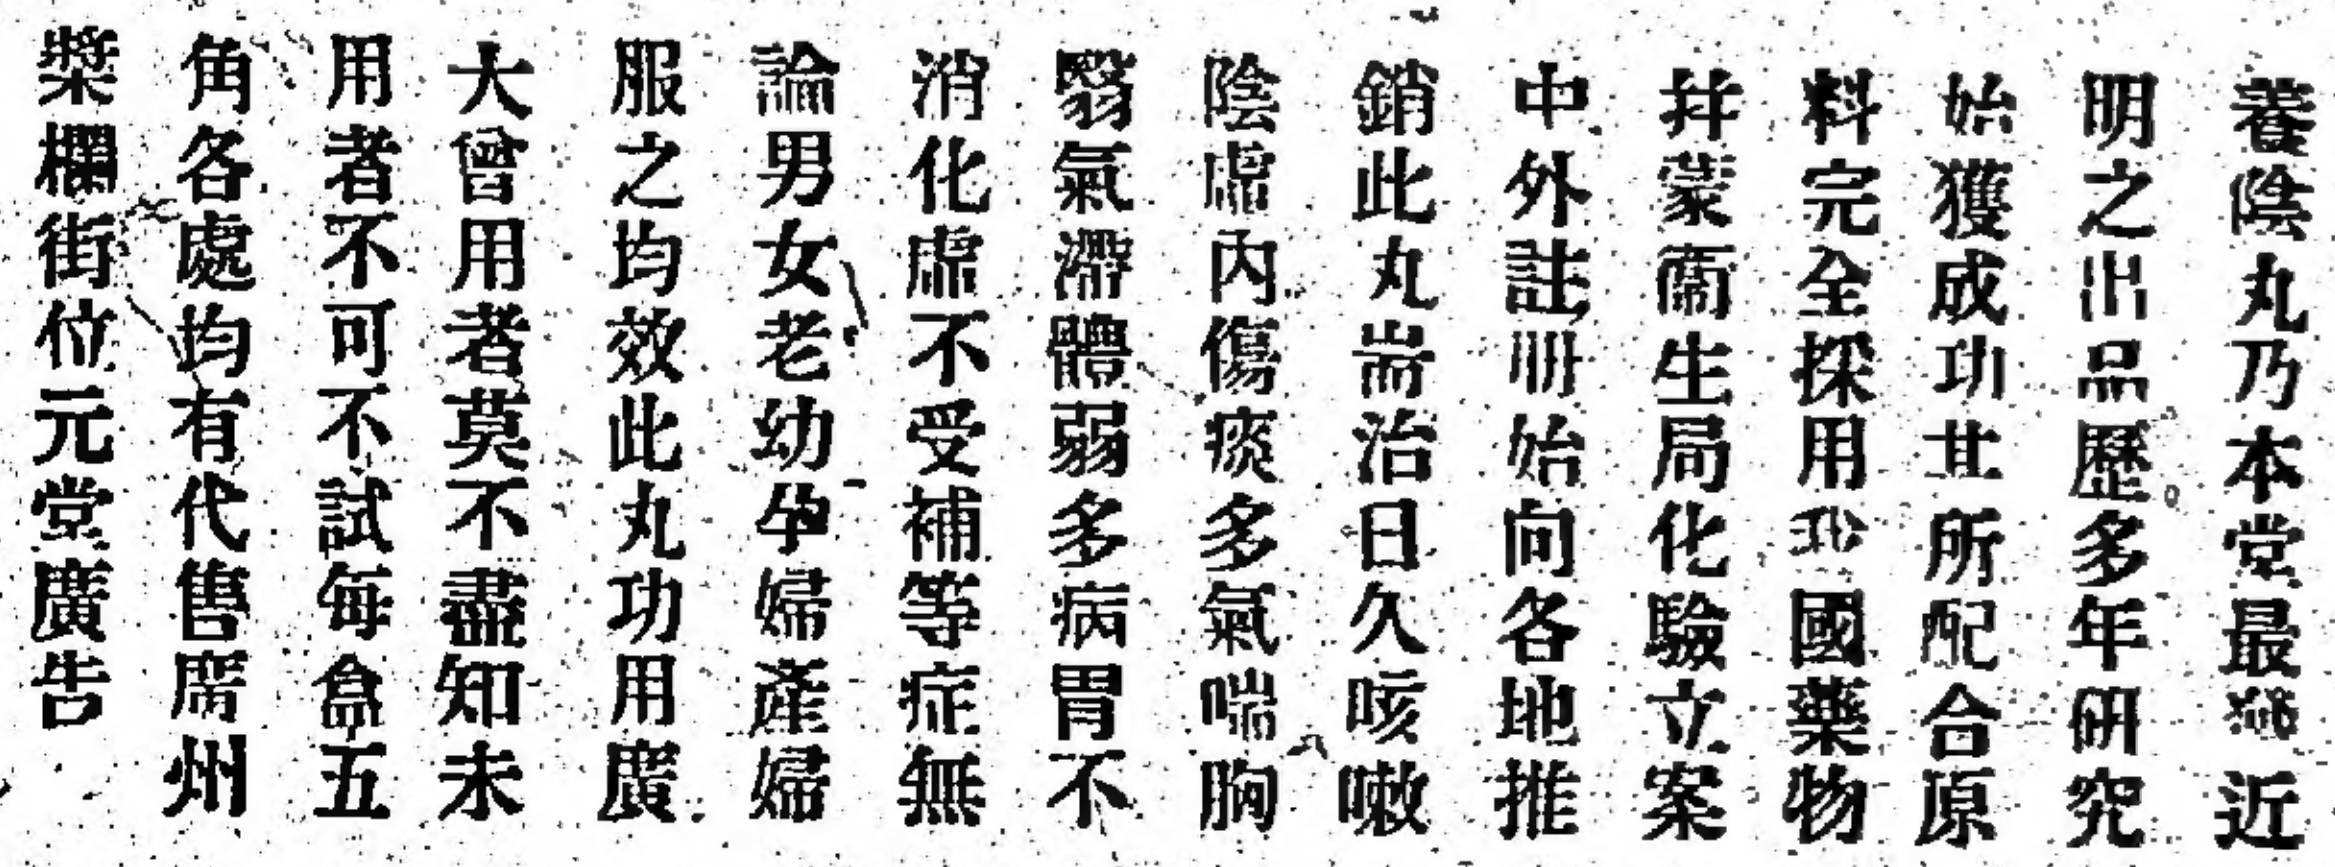 養陰丸乃本堂最近
明之出品歷多年研究
始獲成功其所配合原
料完全採用我國藥物
并蒙衞生局化驗立案
中外註冊始向各地推
銷此丸耑治日久咳嗽
陰虛內傷痰多氣喘胸
翳氣滯體弱多病胃不
消化虛不受補等症無
論男女老幼孕婦產婦
服之均效此丸功用廣
大曾用者莫不盡知未
用者不可不試每盒五
角各處均有代售廣州
槳欄街位元堂廣告